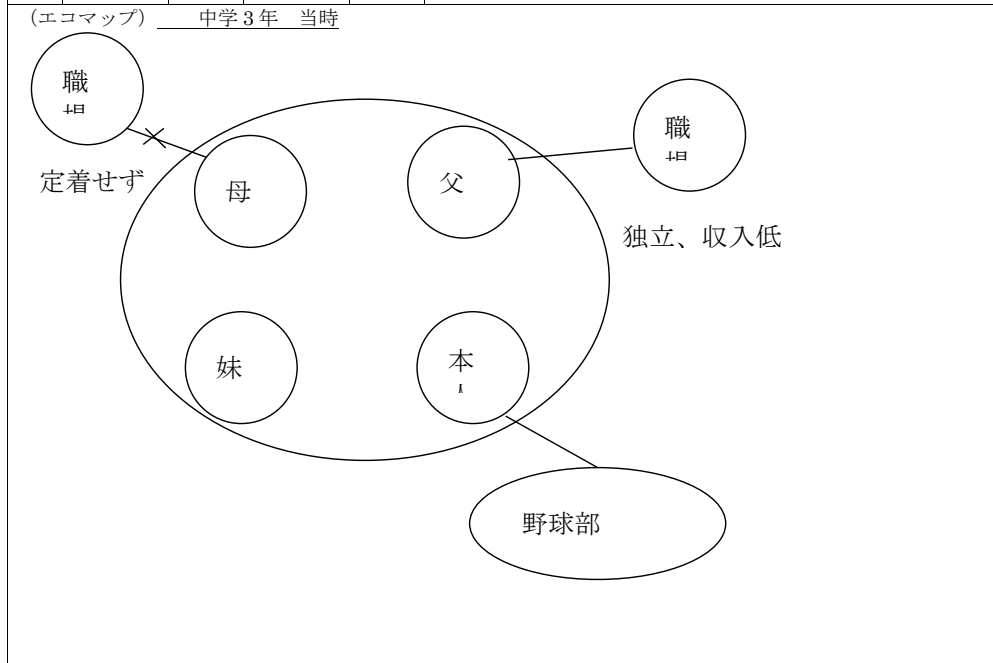 （エコマップ）　　中学３年　当時
職
職
定着せず
母
父
独立、収入低
妹
本
野球部